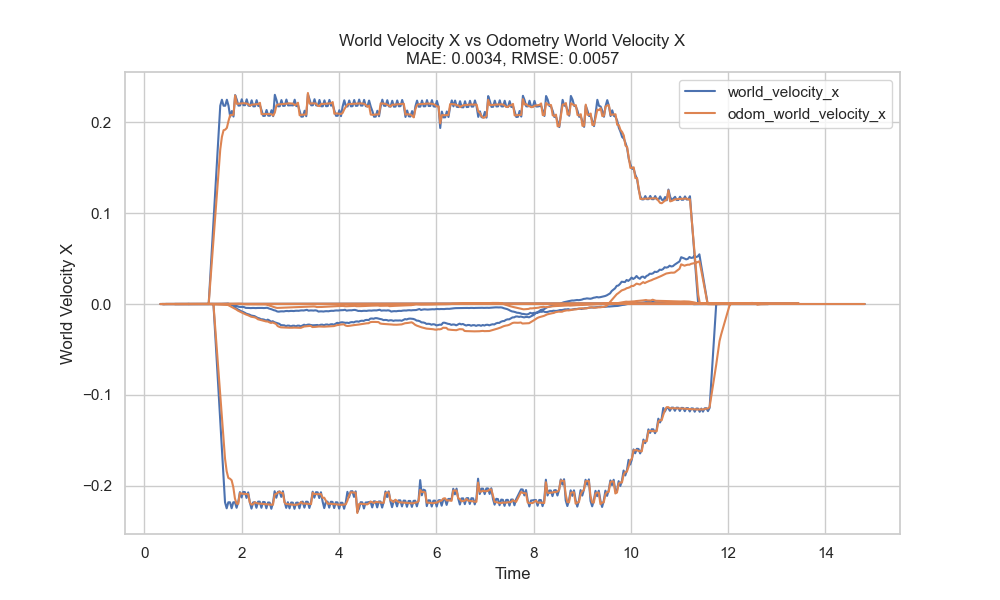 World Velocity X vs Odometry World Velocity X
MAE: 0.0034, RMSE: 0.0057
world_velocity_x
odom_world_velocity_x
World Velocity X
0.2
0.1
0.0
−0.1
−0.2
0 2 4 6 8 10 12 14
Time